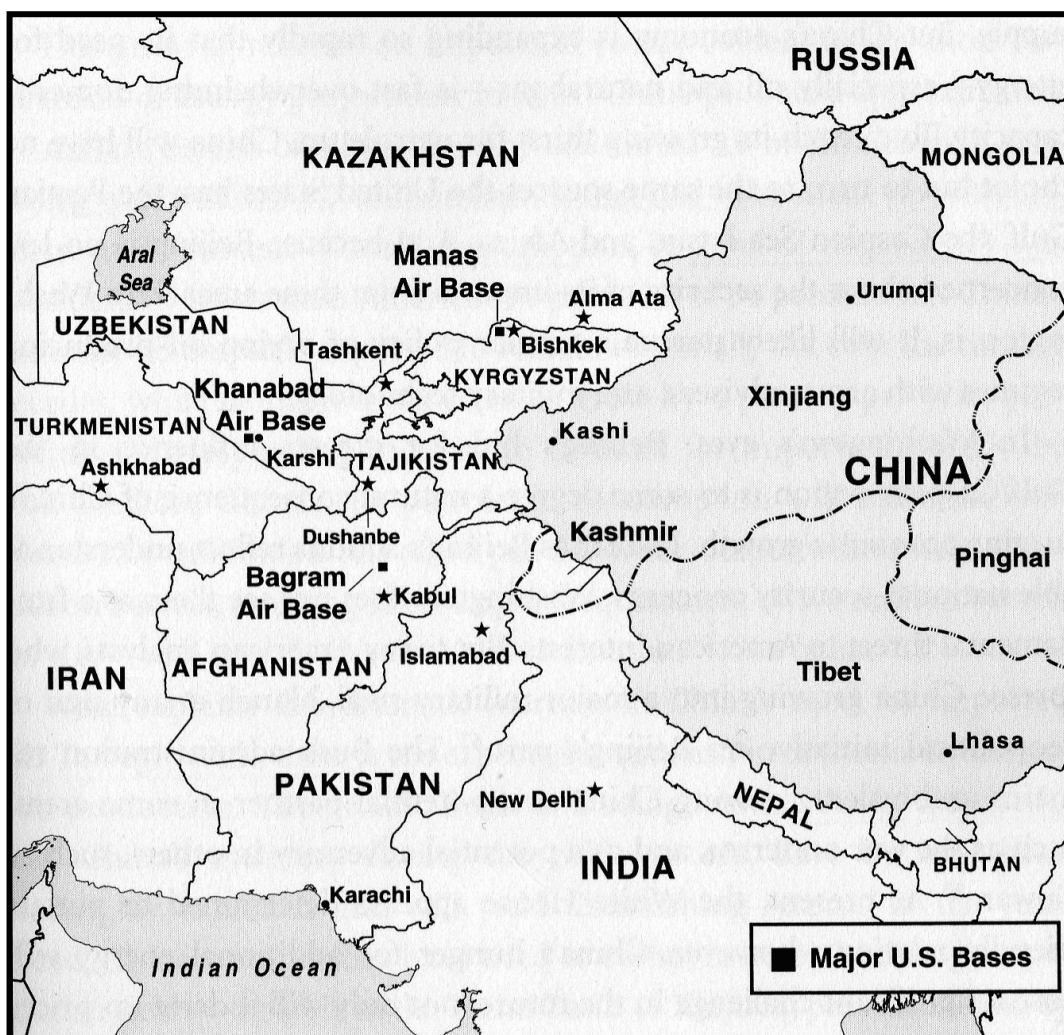 RUSSIA
KAZAKHSTAN
MONGOLIA
Aral
Sea
Manas
Air Base
Alma Ata
Urumqi
UZBEKISTAN
Tashkent
Bishkek
KYRGYZSTAN
Khanabad
Air Base
Xinjiang
TURKMENISTAN
Kashi
Karshi
TAJIKISTAN
Ashkhabad
CHINA
Dushanbe
Kashmir
Pinghai
Bagram
Air Base
Kabul
AFGHANISTAN
Islamabad
IRAN
Tibet
Lhasa
PAKISTAN
New Delhi
NEPAL
INDIA
BHUTAN
Karachi
Indian Ocean
Major U.S. Bases